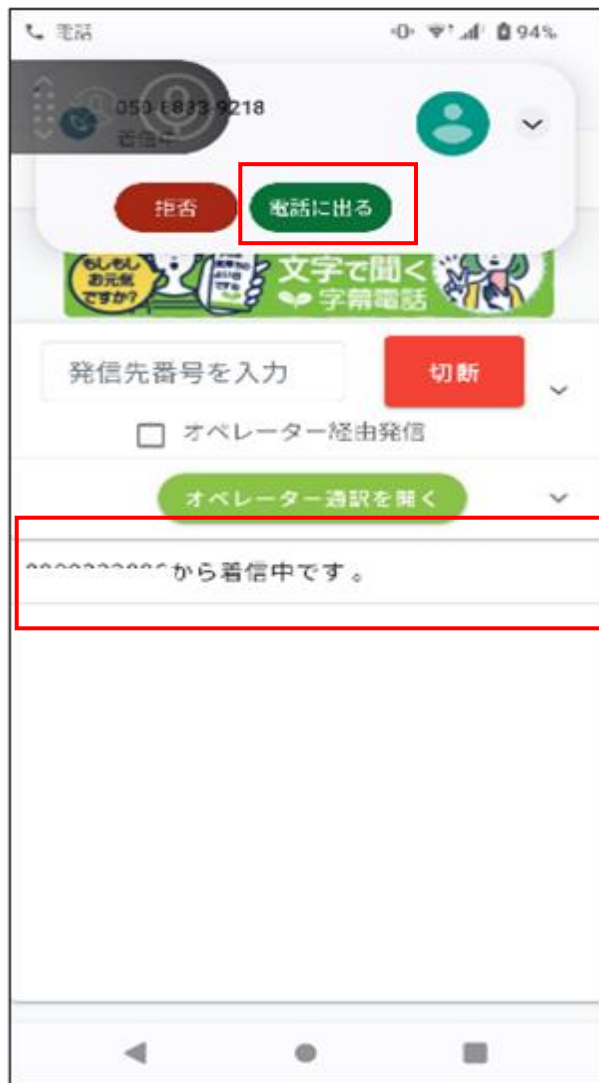 電話 94%
9218
拒否 電話に出る
もしもし
お元気
ですか?
文字で聞く
字幕電話
発信先番号を入力 切断
オペレーター経由発信
オペレーター通訳を開く
から着信中です。